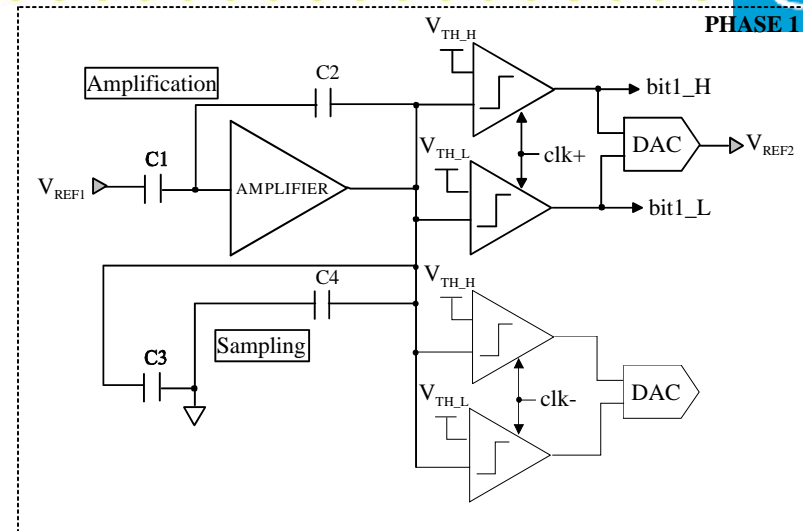 PHASE 1
V_TH_H
Amplification
C2
bit1_H
C1
V_TH_L
clk+
DAC
V_REF2
V_REF1
AMPLIFIER
bit1_L
C4
V_TH_H
Sampling
C3
V_TH_L
clk-
DAC